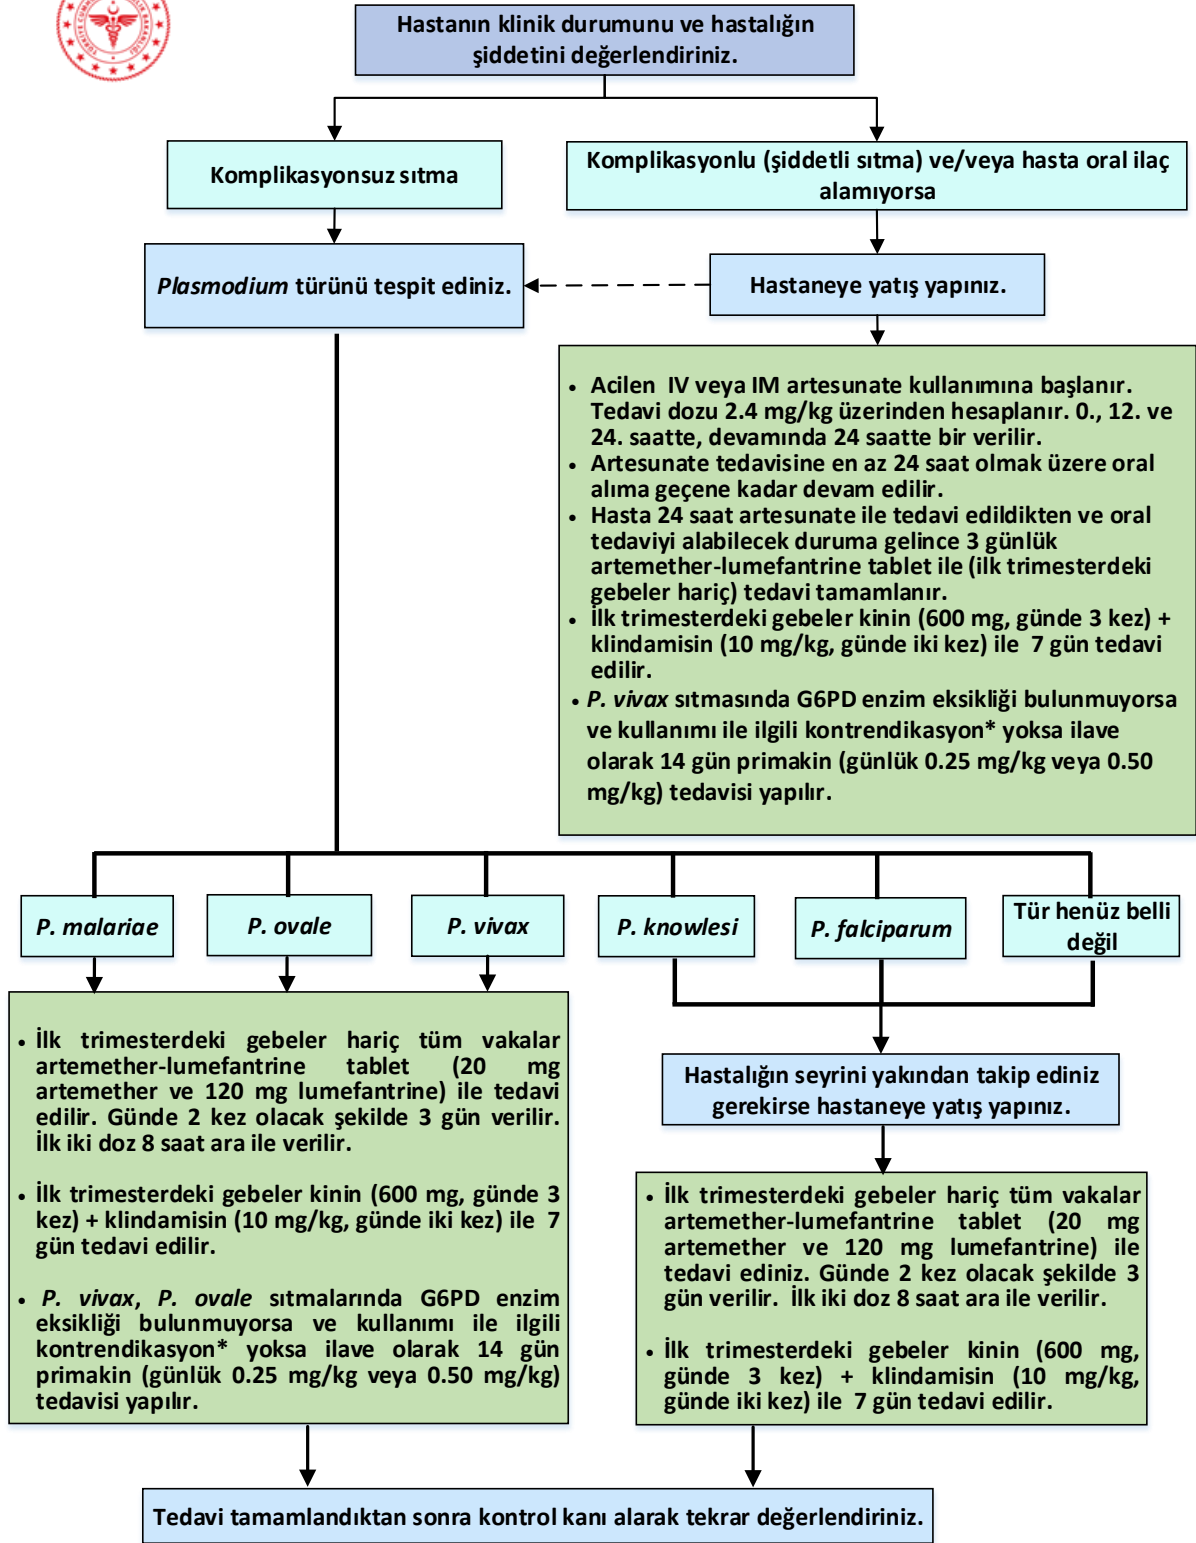 Hastanın klinik durumunu ve hastalığın
şiddetini değerlendiriniz.
Komplikasyonsuz sıtma
Komplikasyonlu (şiddetli sıtma) ve/veya hasta oral ilaç
alamıyorsa
Plasmodium türünü tespit ediniz.
Hastaneye yatış yapınız.
• Acilen IV veya IM artesunate kullanımına başlanır.
Tedavi dozu 2.4 mg/kg üzerinden hesaplanır. 0., 12. ve
24. saatte, devamında 24 saatte bir verilir.
• Artesunate tedavisine en az 24 saat olmak üzere oral
alıma geçene kadar devam edilir.
• Hasta 24 saat artesunate ile tedavi edildikten ve oral
tedaviyi alabilecek duruma gelince 3 günlük
artemether-lumefantrine tablet ile (ilk trimesterdeki
gebeler hariç) tedavi tamamlanır.
• İlk trimesterdeki gebeler kinin (600 mg, günde 3 kez) +
klindamisin (10 mg/kg, günde iki kez) ile 7 gün tedavi
edilir.
• P. vivax sıtmasında G6PD enzim eksikliği bulunmuyorsa
ve kullanımı ile ilgili kontrendikasyon* yoksa ilave
olarak 14 gün primakin (günlük 0.25 mg/kg veya 0.50
mg/kg) tedavisi yapılır.
P. malariae
P. ovale
P. vivax
P. knowlesi
P. falciparum
Tür henüz belli
değil
• İlk trimesterdeki gebeler hariç tüm vakalar
artemether-lumefantrine tablet (20 mg
artemether ve 120 mg lumefantrine) ile tedavi
edilir. Günde 2 kez olacak şekilde 3 gün verilir.
İlk iki doz 8 saat ara ile verilir.
• İlk trimesterdeki gebeler kinin (600 mg, günde 3
kez) + klindamisin (10 mg/kg, günde iki kez) ile 7
gün tedavi edilir.
• P. vivax, P. ovale sıtmalarında G6PD enzim
eksikliği bulunmuyorsa ve kullanımı ile ilgili
kontrendikasyon* yoksa ilave olarak 14 gün
primakin (günlük 0.25 mg/kg veya 0.50 mg/kg)
tedavisi yapılır.
Hastalığın seyrini yakından takip ediniz
gerekirse hastaneye yatış yapınız.
• İlk trimesterdeki gebeler hariç tüm vakalar
artemether-lumefantrine tablet (20 mg
artemether ve 120 mg lumefantrine) ile
tedavi ediniz. Günde 2 kez olacak şekilde 3
gün verilir. İlk iki doz 8 saat ara ile verilir.
• İlk trimesterdeki gebeler kinin (600 mg,
günde 3 kez) + klindamisin (10 mg/kg,
günde iki kez) ile 7 gün tedavi edilir.
Tedavi tamamlandıktan sonra kontrol kanı alarak tekrar değerlendiriniz.